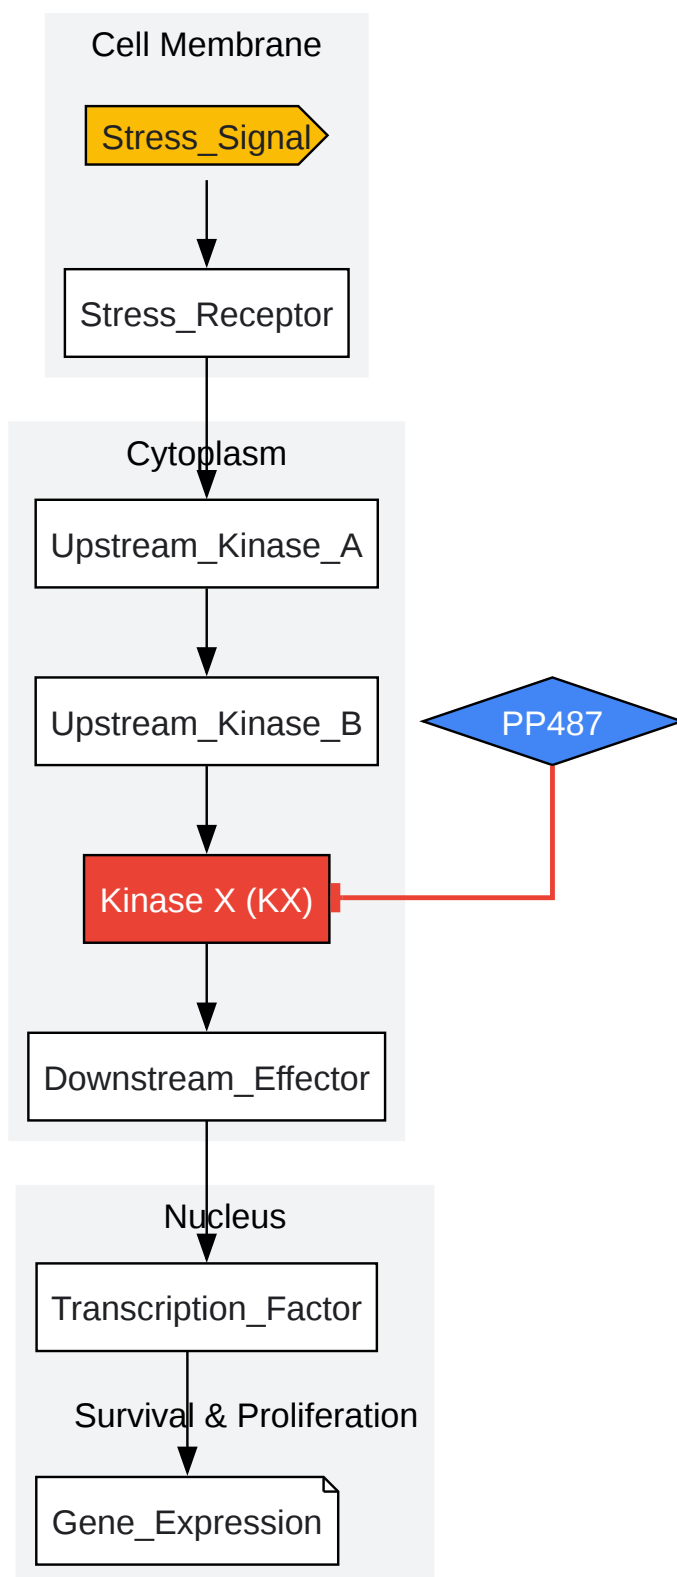 Cell Membrane
Stress_Signal
Stress_Receptor
Cytoplasm
Upstream_Kinase_A
Upstream_Kinase_B
PP487
Kinase X (KX)
Downstream_Effector
Nucleus
Transcription_Factor
Survival & Proliferation
Gene_Expression